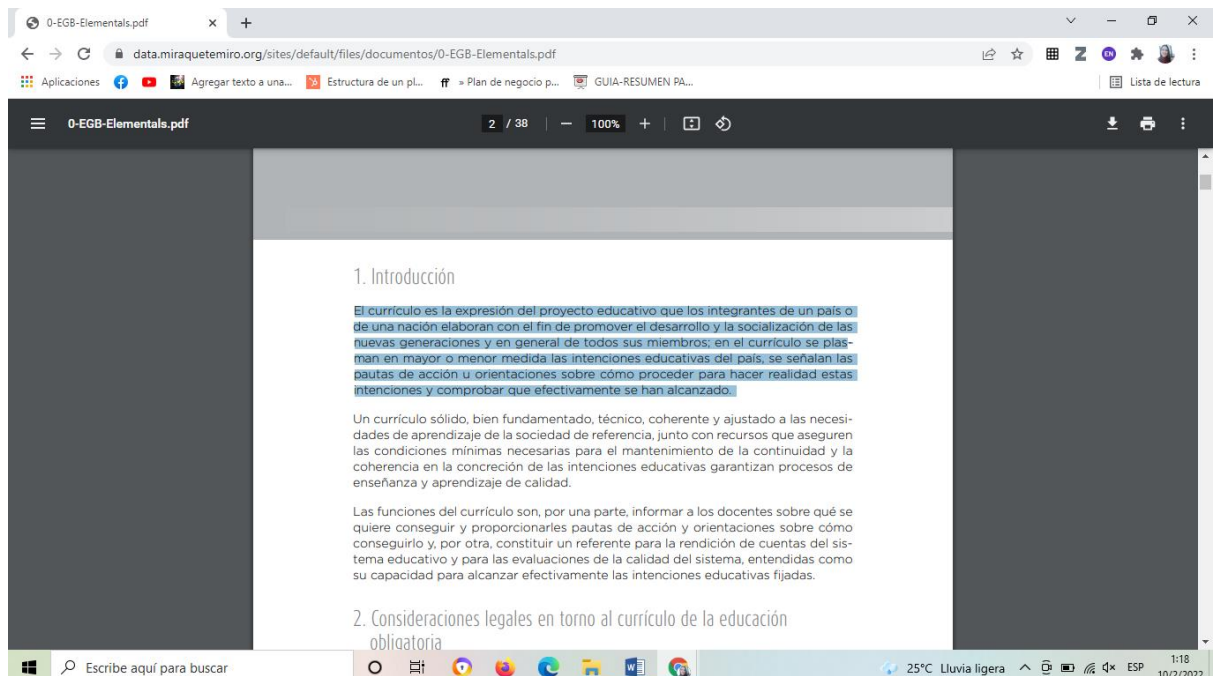 0-EGB-Elementals.pdf
data.miraquetemiro.org/sites/default/files/documentos/0-EGB-Elementals.pdf
Aplicaciones
Agregar texto a una...
Estructura de un pl...
ff » Plan de negocio p...
GUIA-RESUMEN PA...
Lista de lectura
0-EGB-Elementals.pdf
2 / 38
100%
1. Introducción
El currículo es la expresión del proyecto educativo que los integrantes de un país o
de una nación elaboran con el fin de promover el desarrollo y la socialización de las
nuevas generaciones y en general de todos sus miembros; en el currículo se plas-
man en mayor o menor medida las intenciones educativas del país, se señalan las
pautas de acción u orientaciones sobre cómo proceder para hacer realidad estas
intenciones y comprobar que efectivamente se han alcanzado.
Un currículo sólido, bien fundamentado, técnico, coherente y ajustado a las necesi-
dades de aprendizaje de la sociedad de referencia, junto con recursos que aseguren
las condiciones mínimas necesarias para el mantenimiento de la continuidad y la
coherencia en la concreción de las intenciones educativas garantizan procesos de
enseñanza y aprendizaje de calidad.
Las funciones del currículo son, por una parte, informar a los docentes sobre qué se
quiere conseguir y proporcionarles pautas de acción y orientaciones sobre cómo
conseguirlo y, por otra, constituir un referente para la rendición de cuentas del sis-
tema educativo y para las evaluaciones de la calidad del sistema, entendidas como
su capacidad para alcanzar efectivamente las intenciones educativas fijadas.
2. Consideraciones legales en torno al currículo de la educación
obligatoria
Escribe aquí para buscar
25°C Lluvia ligera
ESP
1:18
10/2/2022